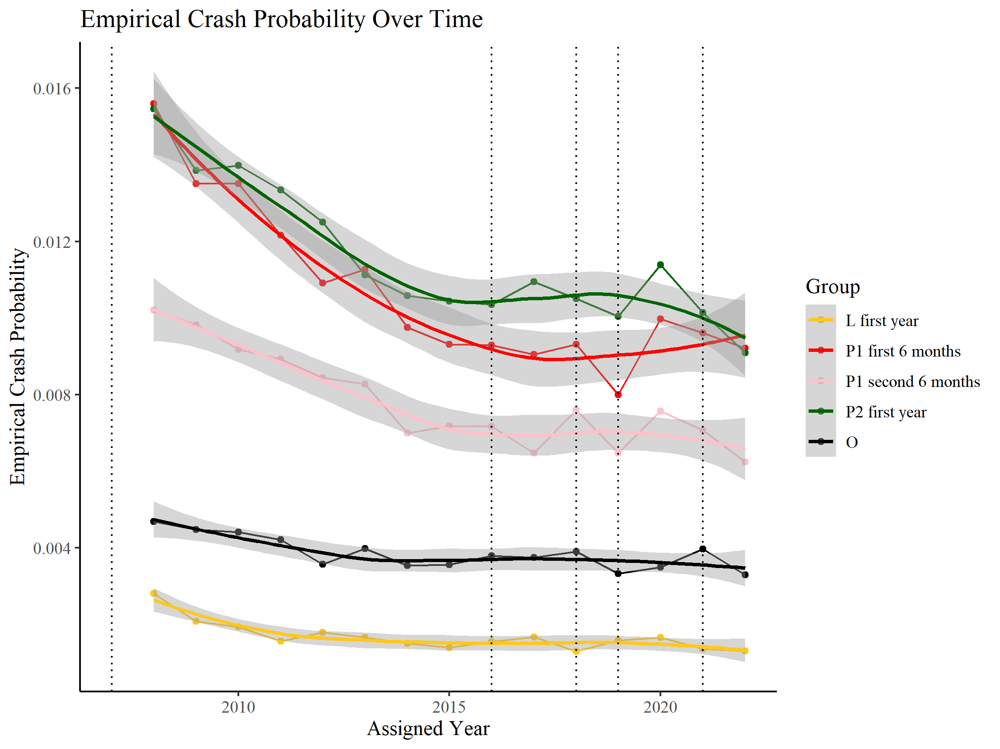 Empirical Crash Probability Over Time
Empirical Crash Probability
0.016
0.012
0.008
0.004
2010
2015
2020
Assigned Year
Group
L first year
P1 first 6 months
P1 second 6 months
P2 first year
O